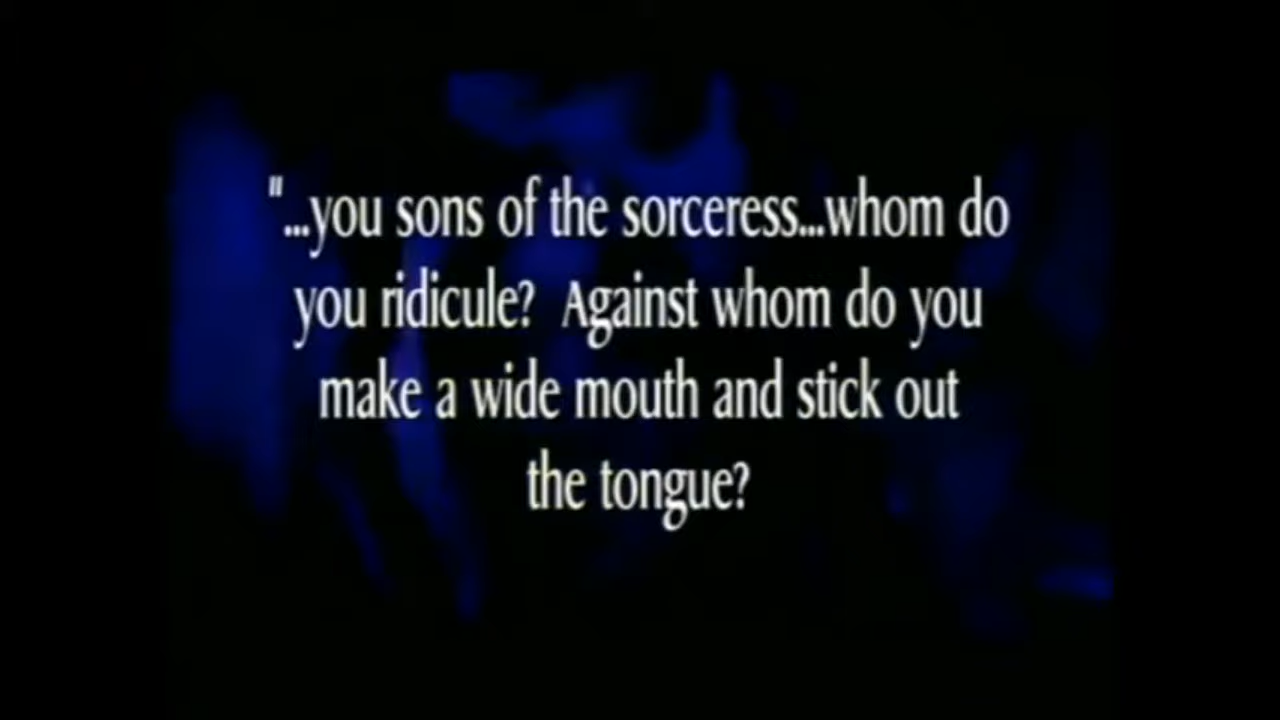 "...you sons of the sorceress...whom do
you ridicule?  Against whom do you
make a wide mouth and stick out
the tongue?